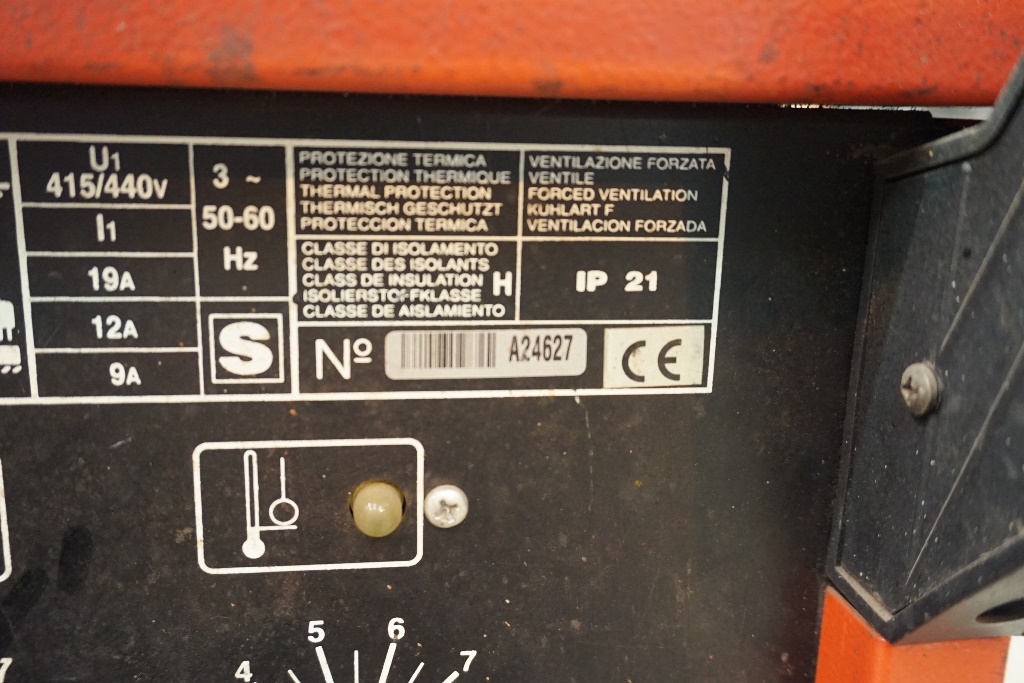 U1
415/440V
I1
19A
12A
9A
3 ~
50-60
Hz
S
PROTEZIONE TERMICA
PROTECTION THERMIQUE
THERMAL PROTECTION
THERMISCH GESCHÜTZT
PROTECCION TERMICA
VENTILAZIONE FORZATA
VENTILE
FORCED VENTILATION
KUHLART F
VENTILACION FORZADA
CLASSE DI ISOLAMENTO
CLASSE DES ISOLANTS
CLASS DE INSULATION
ISOLIERSTOFFKLASSE
CLASSE DE AISLAMIENTO
H
IP 21
Nº
A24627
CE
4 5 6 7